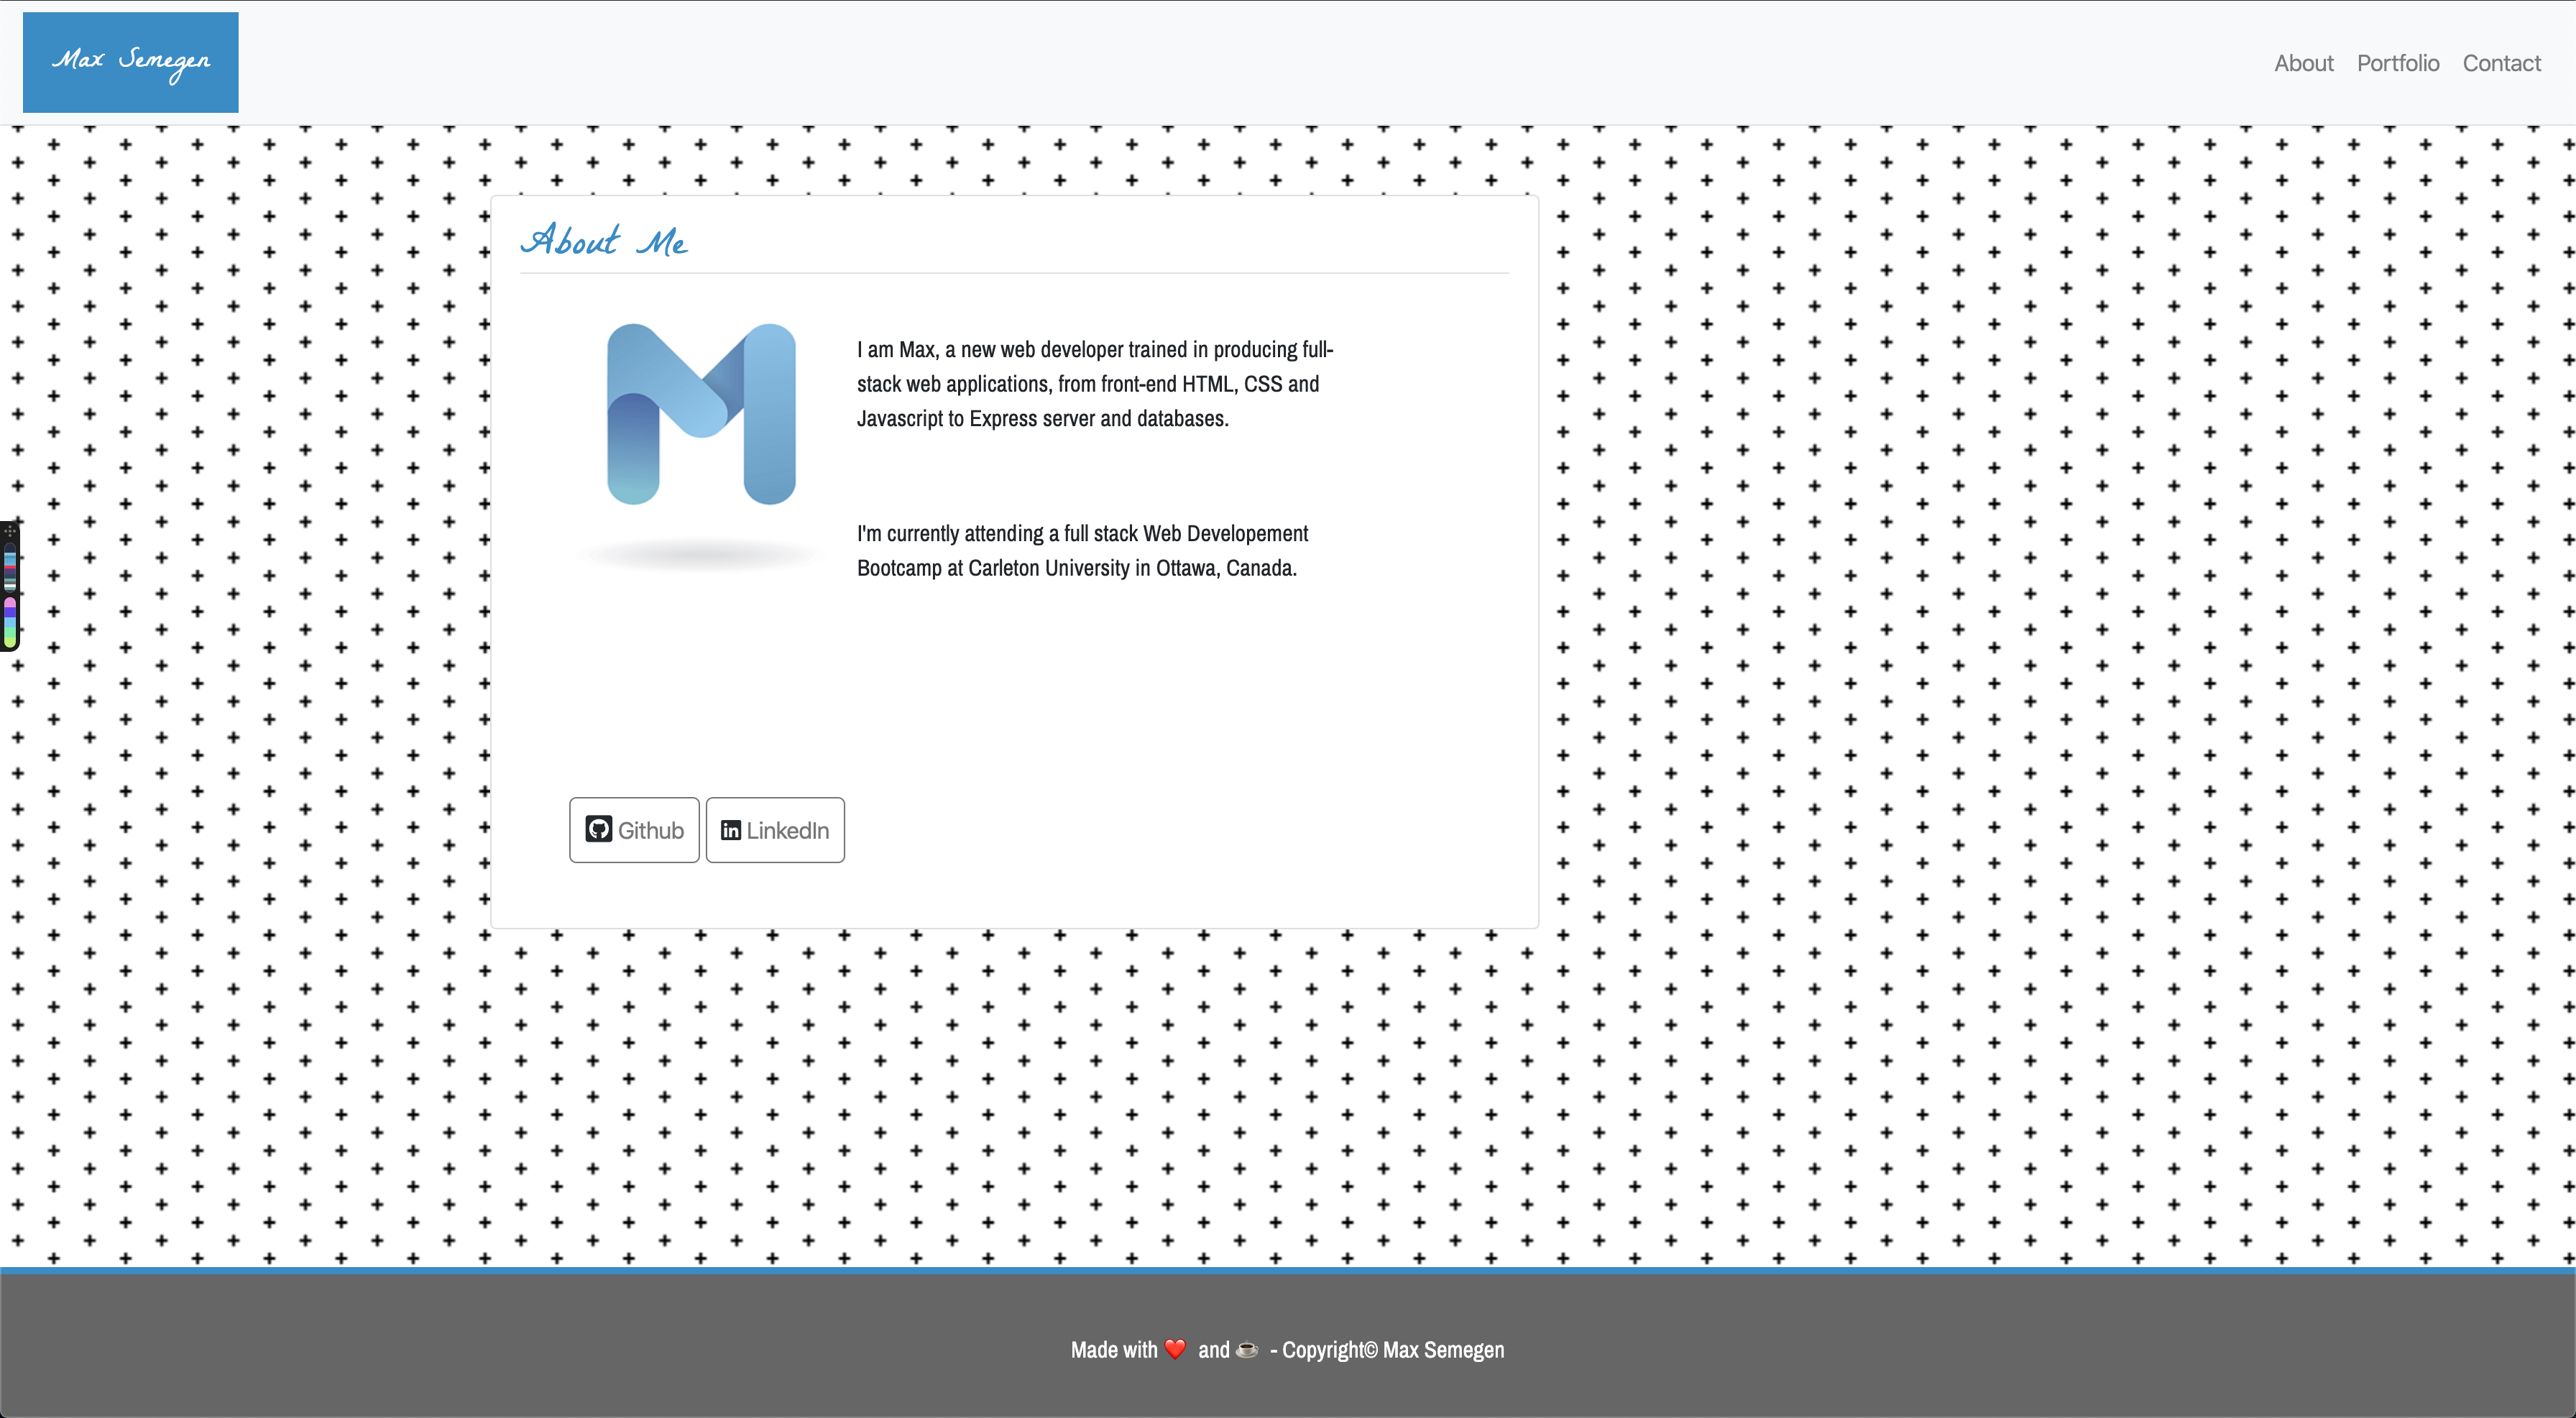 Max Semegen
About Portfolio Contact
About Me
I am Max, a new web developer trained in producing full-
stack web applications, from front-end HTML, CSS and
Javascript to Express server and databases.
I'm currently attending a full stack Web Developement
Bootcamp at Carleton University in Ottawa, Canada.
Github LinkedIn
Made with ❤️ and ☕ - Copyright© Max Semegen